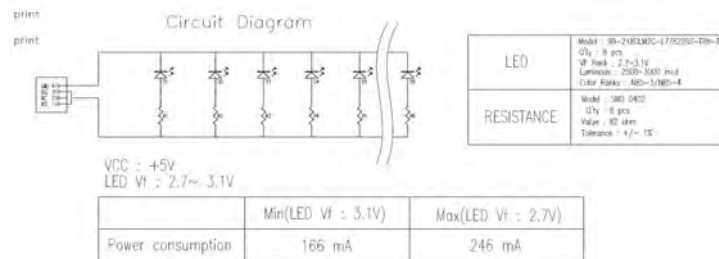 print
Circuit Diagram
print
LED
Q'ty : 8 pcs
VF Rank : 2.7-3.1V
Luminous : 2500-3000 mcd
RESISTANCE
Model : SMD 0402
Q'ty : 8 pcs
Value : 82 ohm
Tolerance : +/- 1%
VCC : +5V
LED Vf : 2.7~ 3.1V
Min(LED Vf : 3.1V)
Max(LED Vf : 2.7V)
Power consumption
166 mA
246 mA